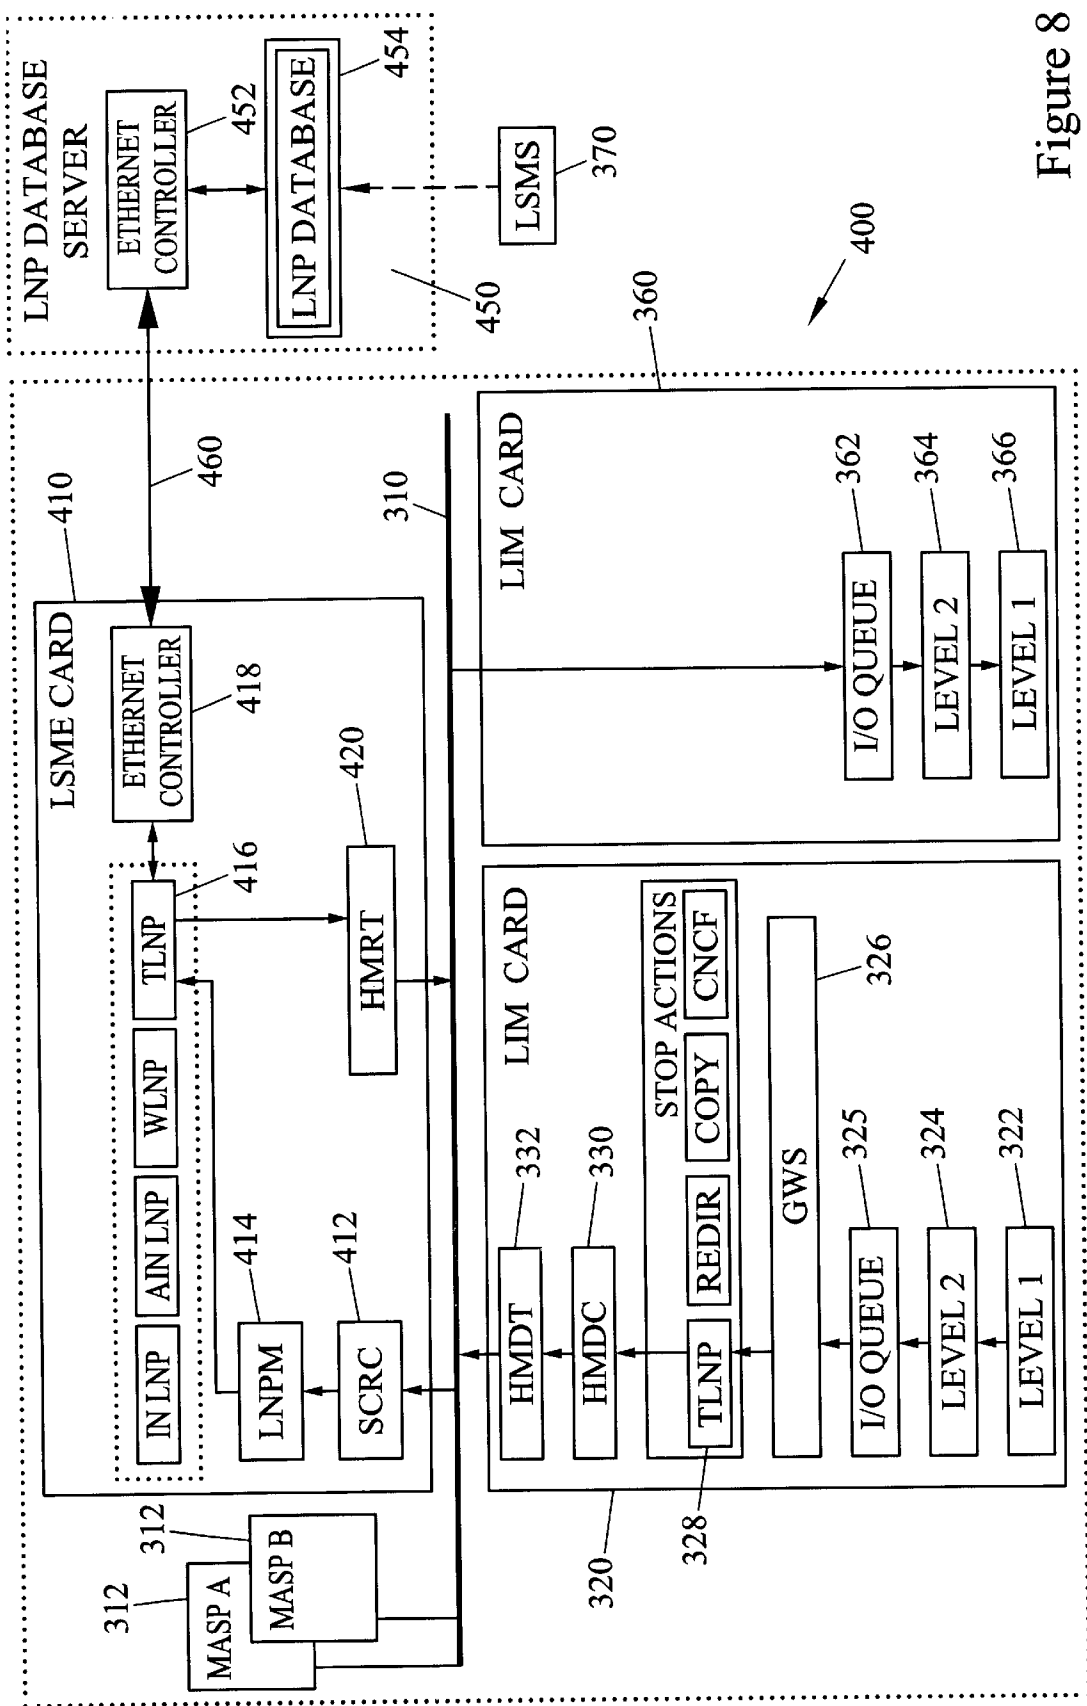 LNP DATABASE
SERVER
ETHERNET
CONTROLLER
452
LNP DATABASE
454
450
LSMS
370
460
400
LSME CARD
410
IN LNP
AIN LNP
WLNP
TLNP
416
ETHERNET
CONTROLLER
418
LNPM
414
SCRC
412
HMRT
420
312
312
MASP A
MASP B
310
LIM CARD
320
HMDT
332
HMDC
330
STOP ACTIONS
TLNP
REDIR
COPY
CNCF
328
GWS
326
I/O QUEUE
325
LEVEL 2
324
LEVEL 1
322
LIM CARD
360
I/O QUEUE
362
LEVEL 2
364
LEVEL 1
366
Figure 8